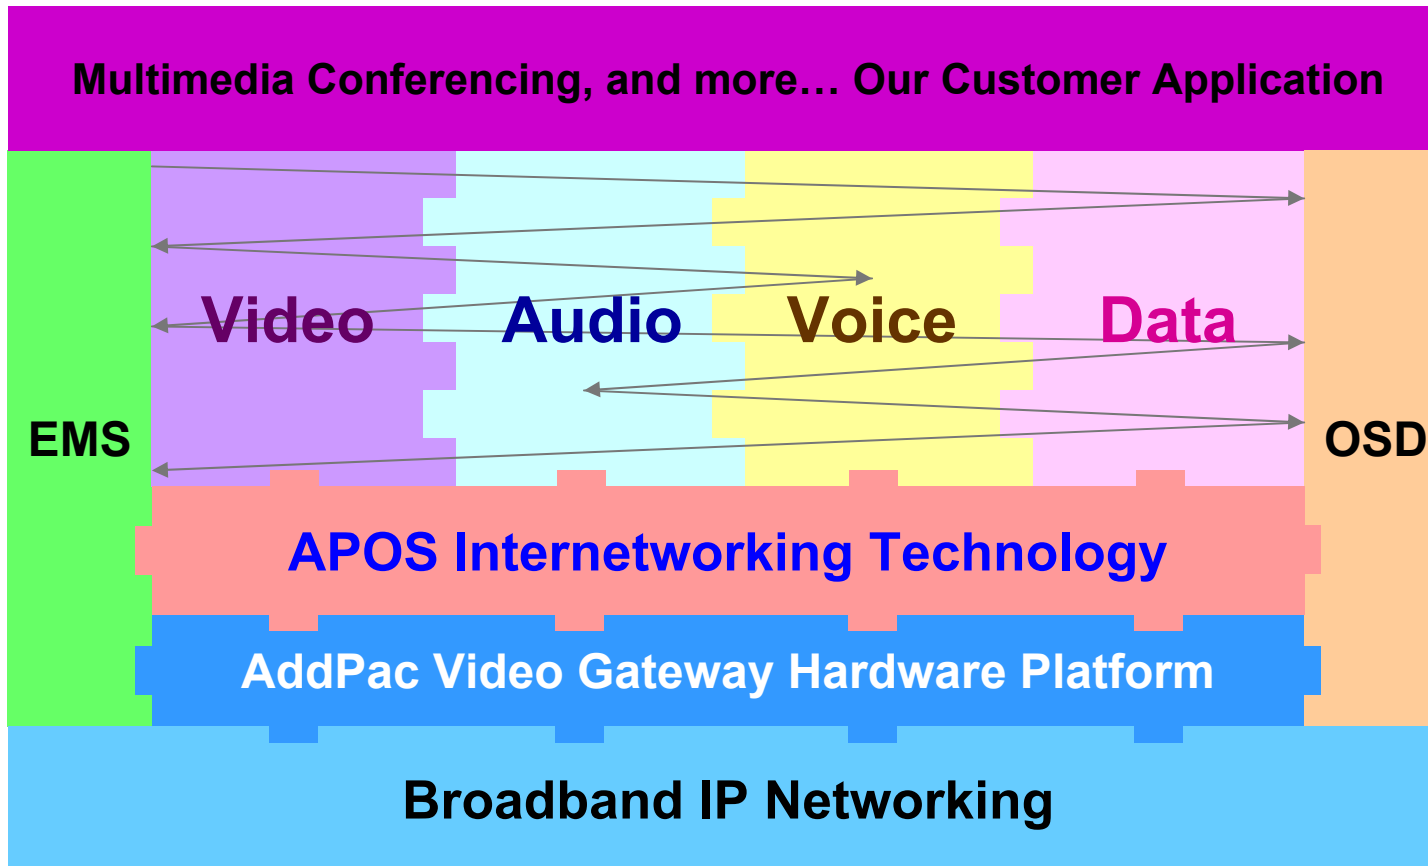 Multimedia Conferencing, and more… Our Customer Application
Video
Audio
Voice
Data
EMS
OSD
APOS Internetworking Technology
AddPac Video Gateway Hardware Platform
Broadband IP Networking